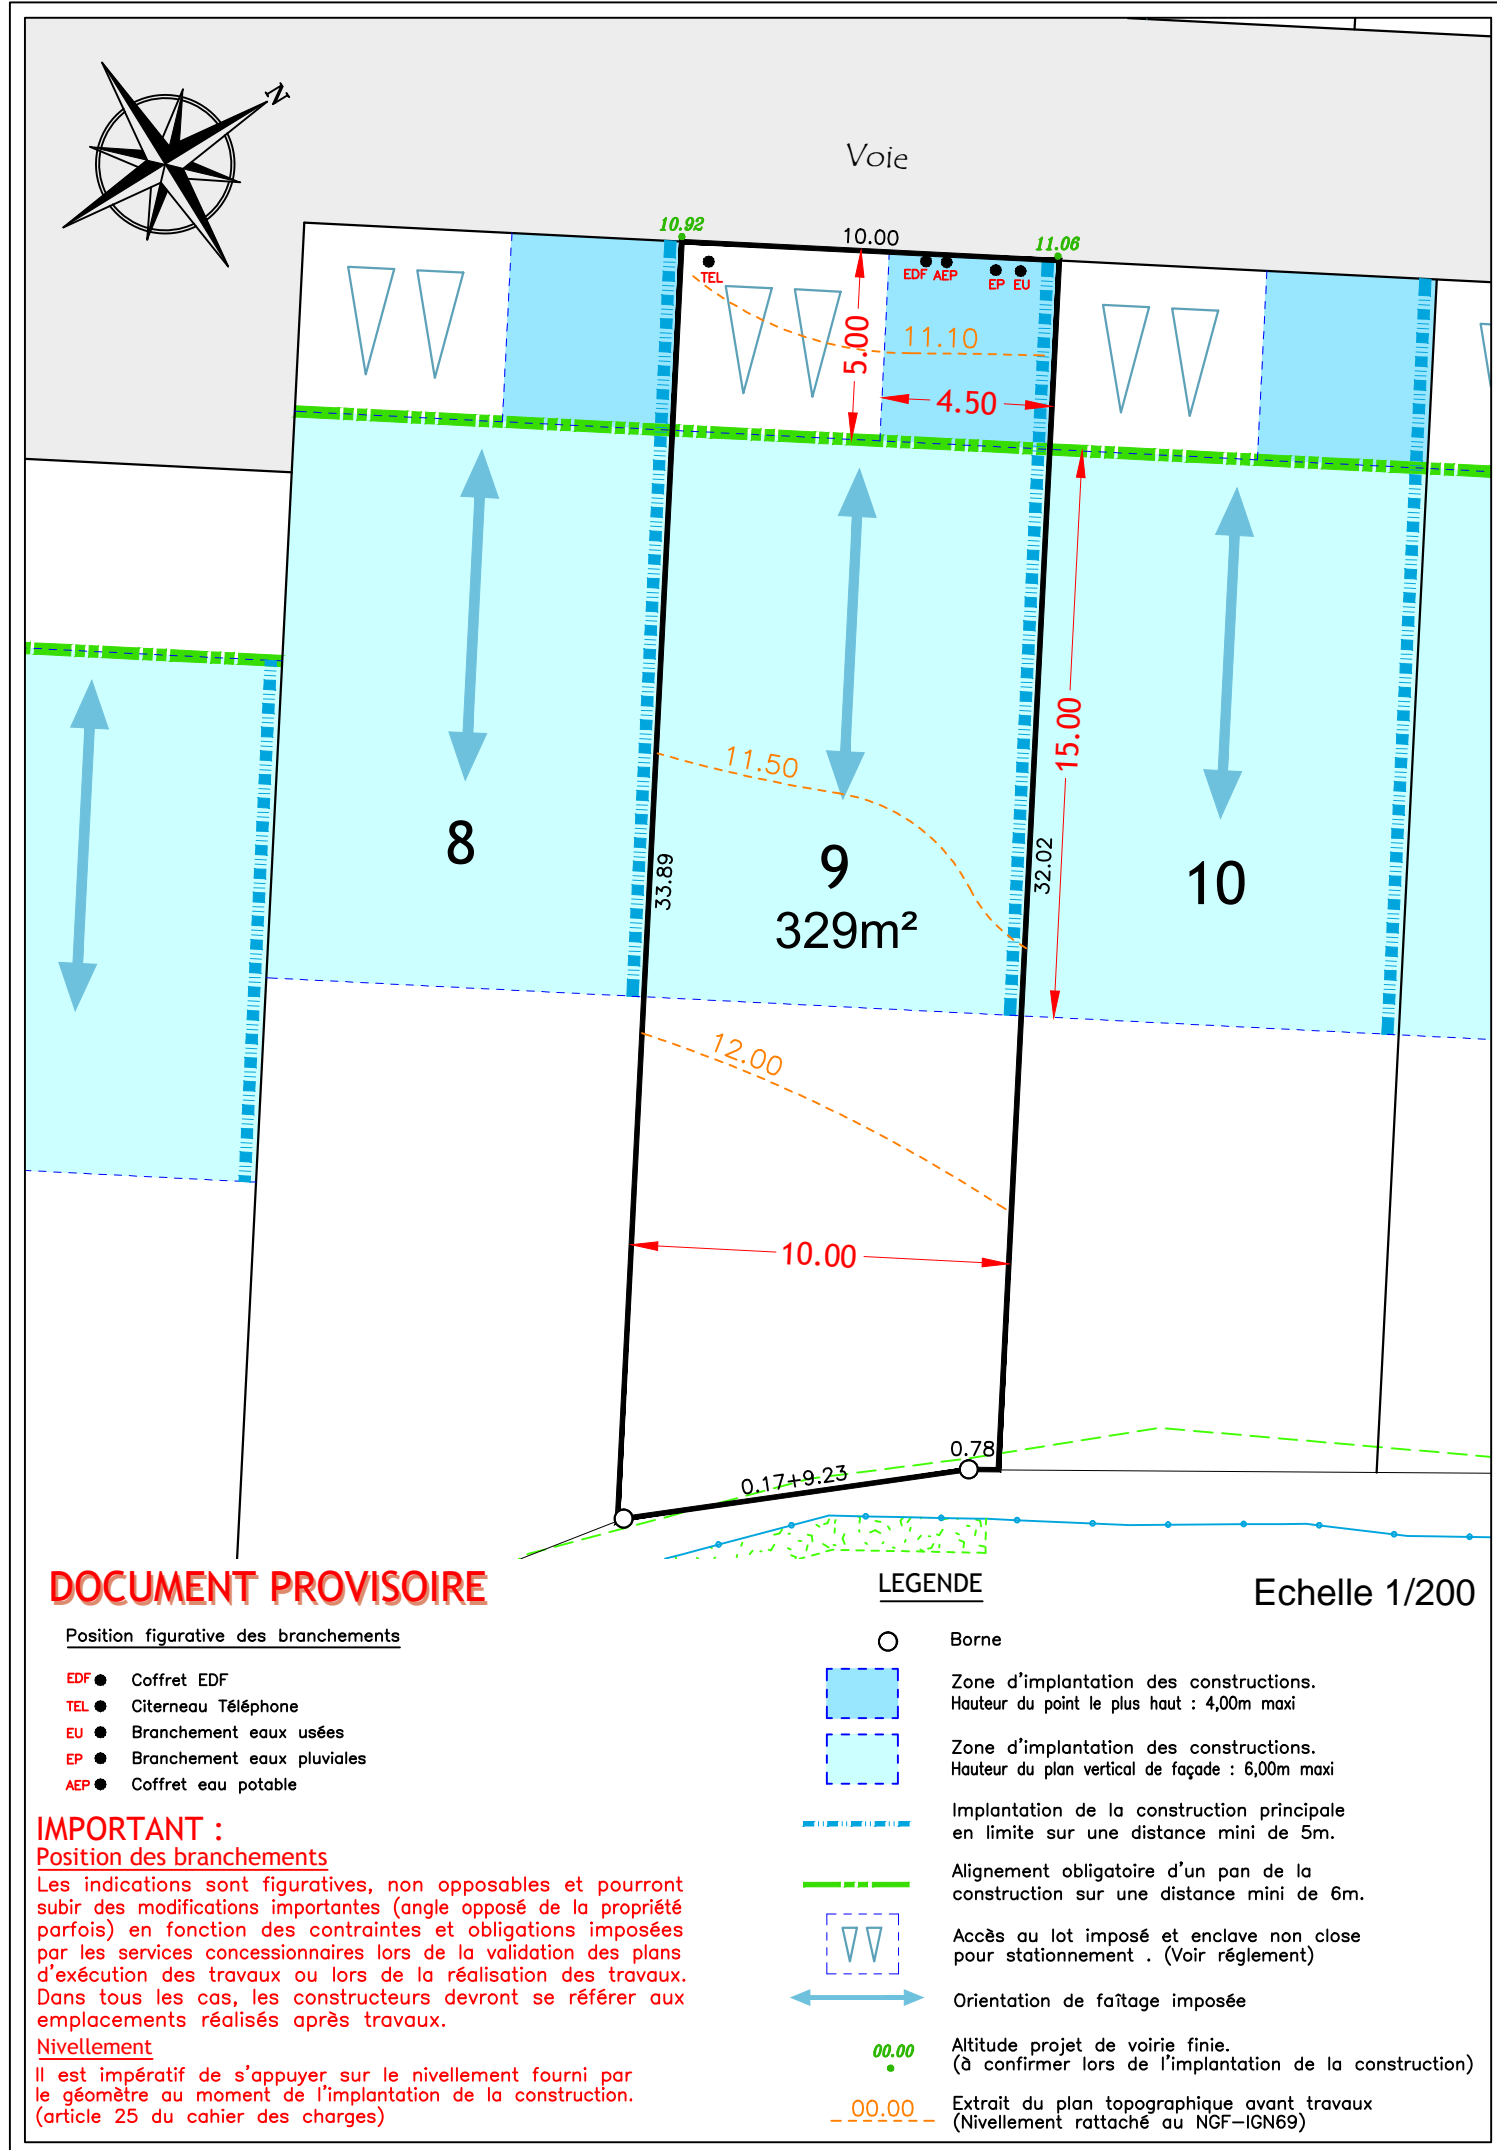 N
Voie
10.92
10.00
11.06
TEL
EDF AEP
EP EU
5.00
11.10
4.50
15.00
11.50
8
9
10
329m²
33.89
32.02
12.00
10.00
0.78
0.17+9.23
DOCUMENT PROVISOIRE
LEGENDE
Echelle 1/200
Position figurative des branchements
EDF Coffret EDF
TEL Citerneau Téléphone
EU Branchement eaux usées
EP Branchement eaux pluviales
AEP Coffret eau potable
IMPORTANT :
Position des branchements
Les indications sont figuratives, non opposables et pourront
subir des modifications importantes (angle opposé de la propriété
parfois) en fonction des contraintes et obligations imposées
par les services concessionnaires lors de la validation des plans
d'exécution des travaux ou lors de la réalisation des travaux.
Dans tous les cas, les constructeurs devront se référer aux
emplacements réalisés après travaux.
Nivellement
Il est impératif de s'appuyer sur le nivellement fourni par
le géomètre au moment de l'implantation de la construction.
(article 25 du cahier des charges)
Borne
Zone d'implantation des constructions.
Hauteur du point le plus haut : 4,00m maxi
Zone d'implantation des constructions.
Hauteur du plan vertical de façade : 6,00m maxi
Implantation de la construction principale
en limite sur une distance mini de 5m.
Alignement obligatoire d'un pan de la
construction sur une distance mini de 6m.
Accès au lot imposé et enclave non close
pour stationnement . (Voir réglement)
Orientation de faîtage imposée
00.00
Altitude projet de voirie finie.
(à confirmer lors de l'implantation de la construction)
00.00
Extrait du plan topographique avant travaux
(Nivellement rattaché au NGF-IGN69)